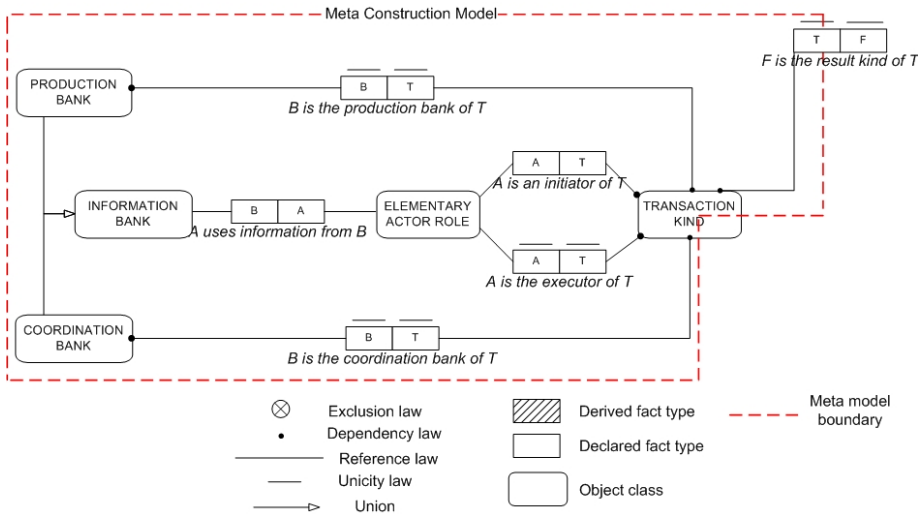 Meta Construction Model
T F
F is the result kind of T
PRODUCTION
BANK
B T
B is the production bank of T
A T
A is an initiator of T
INFORMATION
BANK
B A
A uses information from B
ELEMENTARY
ACTOR ROLE
TRANSACTION
KIND
A T
A is the executor of T
COORDINATION
BANK
B T
B is the coordination bank of T
Exclusion law
Dependency law
Reference law
Unicity law
Union
Derived fact type
Declared fact type
Object class
Meta model
boundary